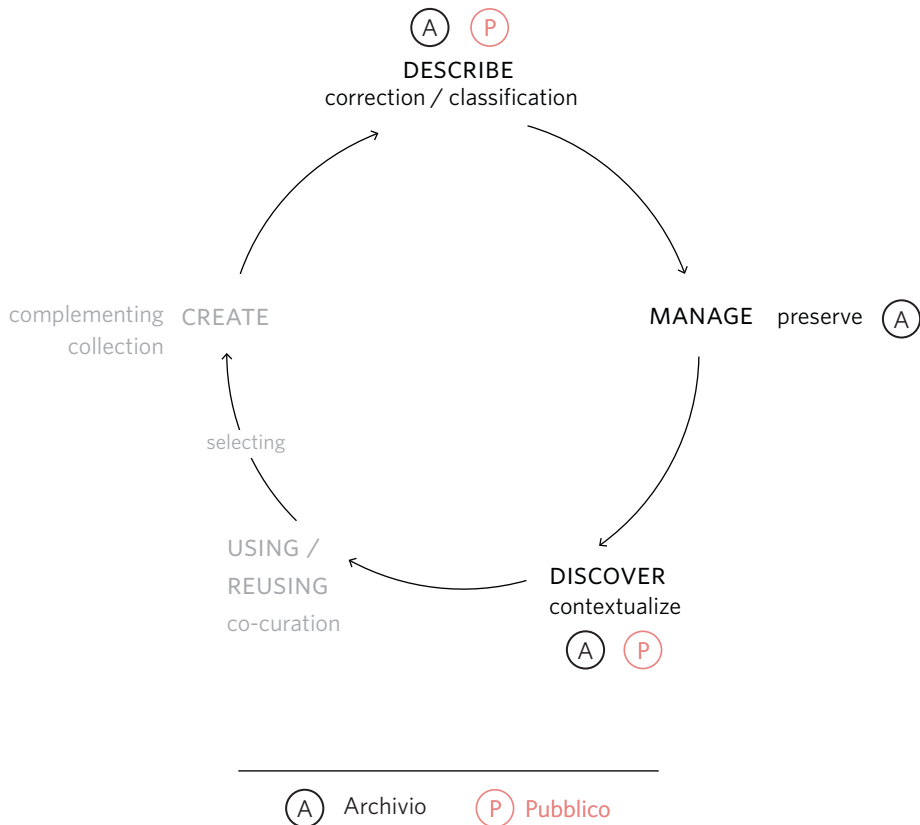 A P
DESCRIBE
correction / classification
complementing CREATE
collection
MANAGE preserve A
selecting
USING /
REUSING
co-curation
DISCOVER
contextualize
A P
A Archivio P Pubblico